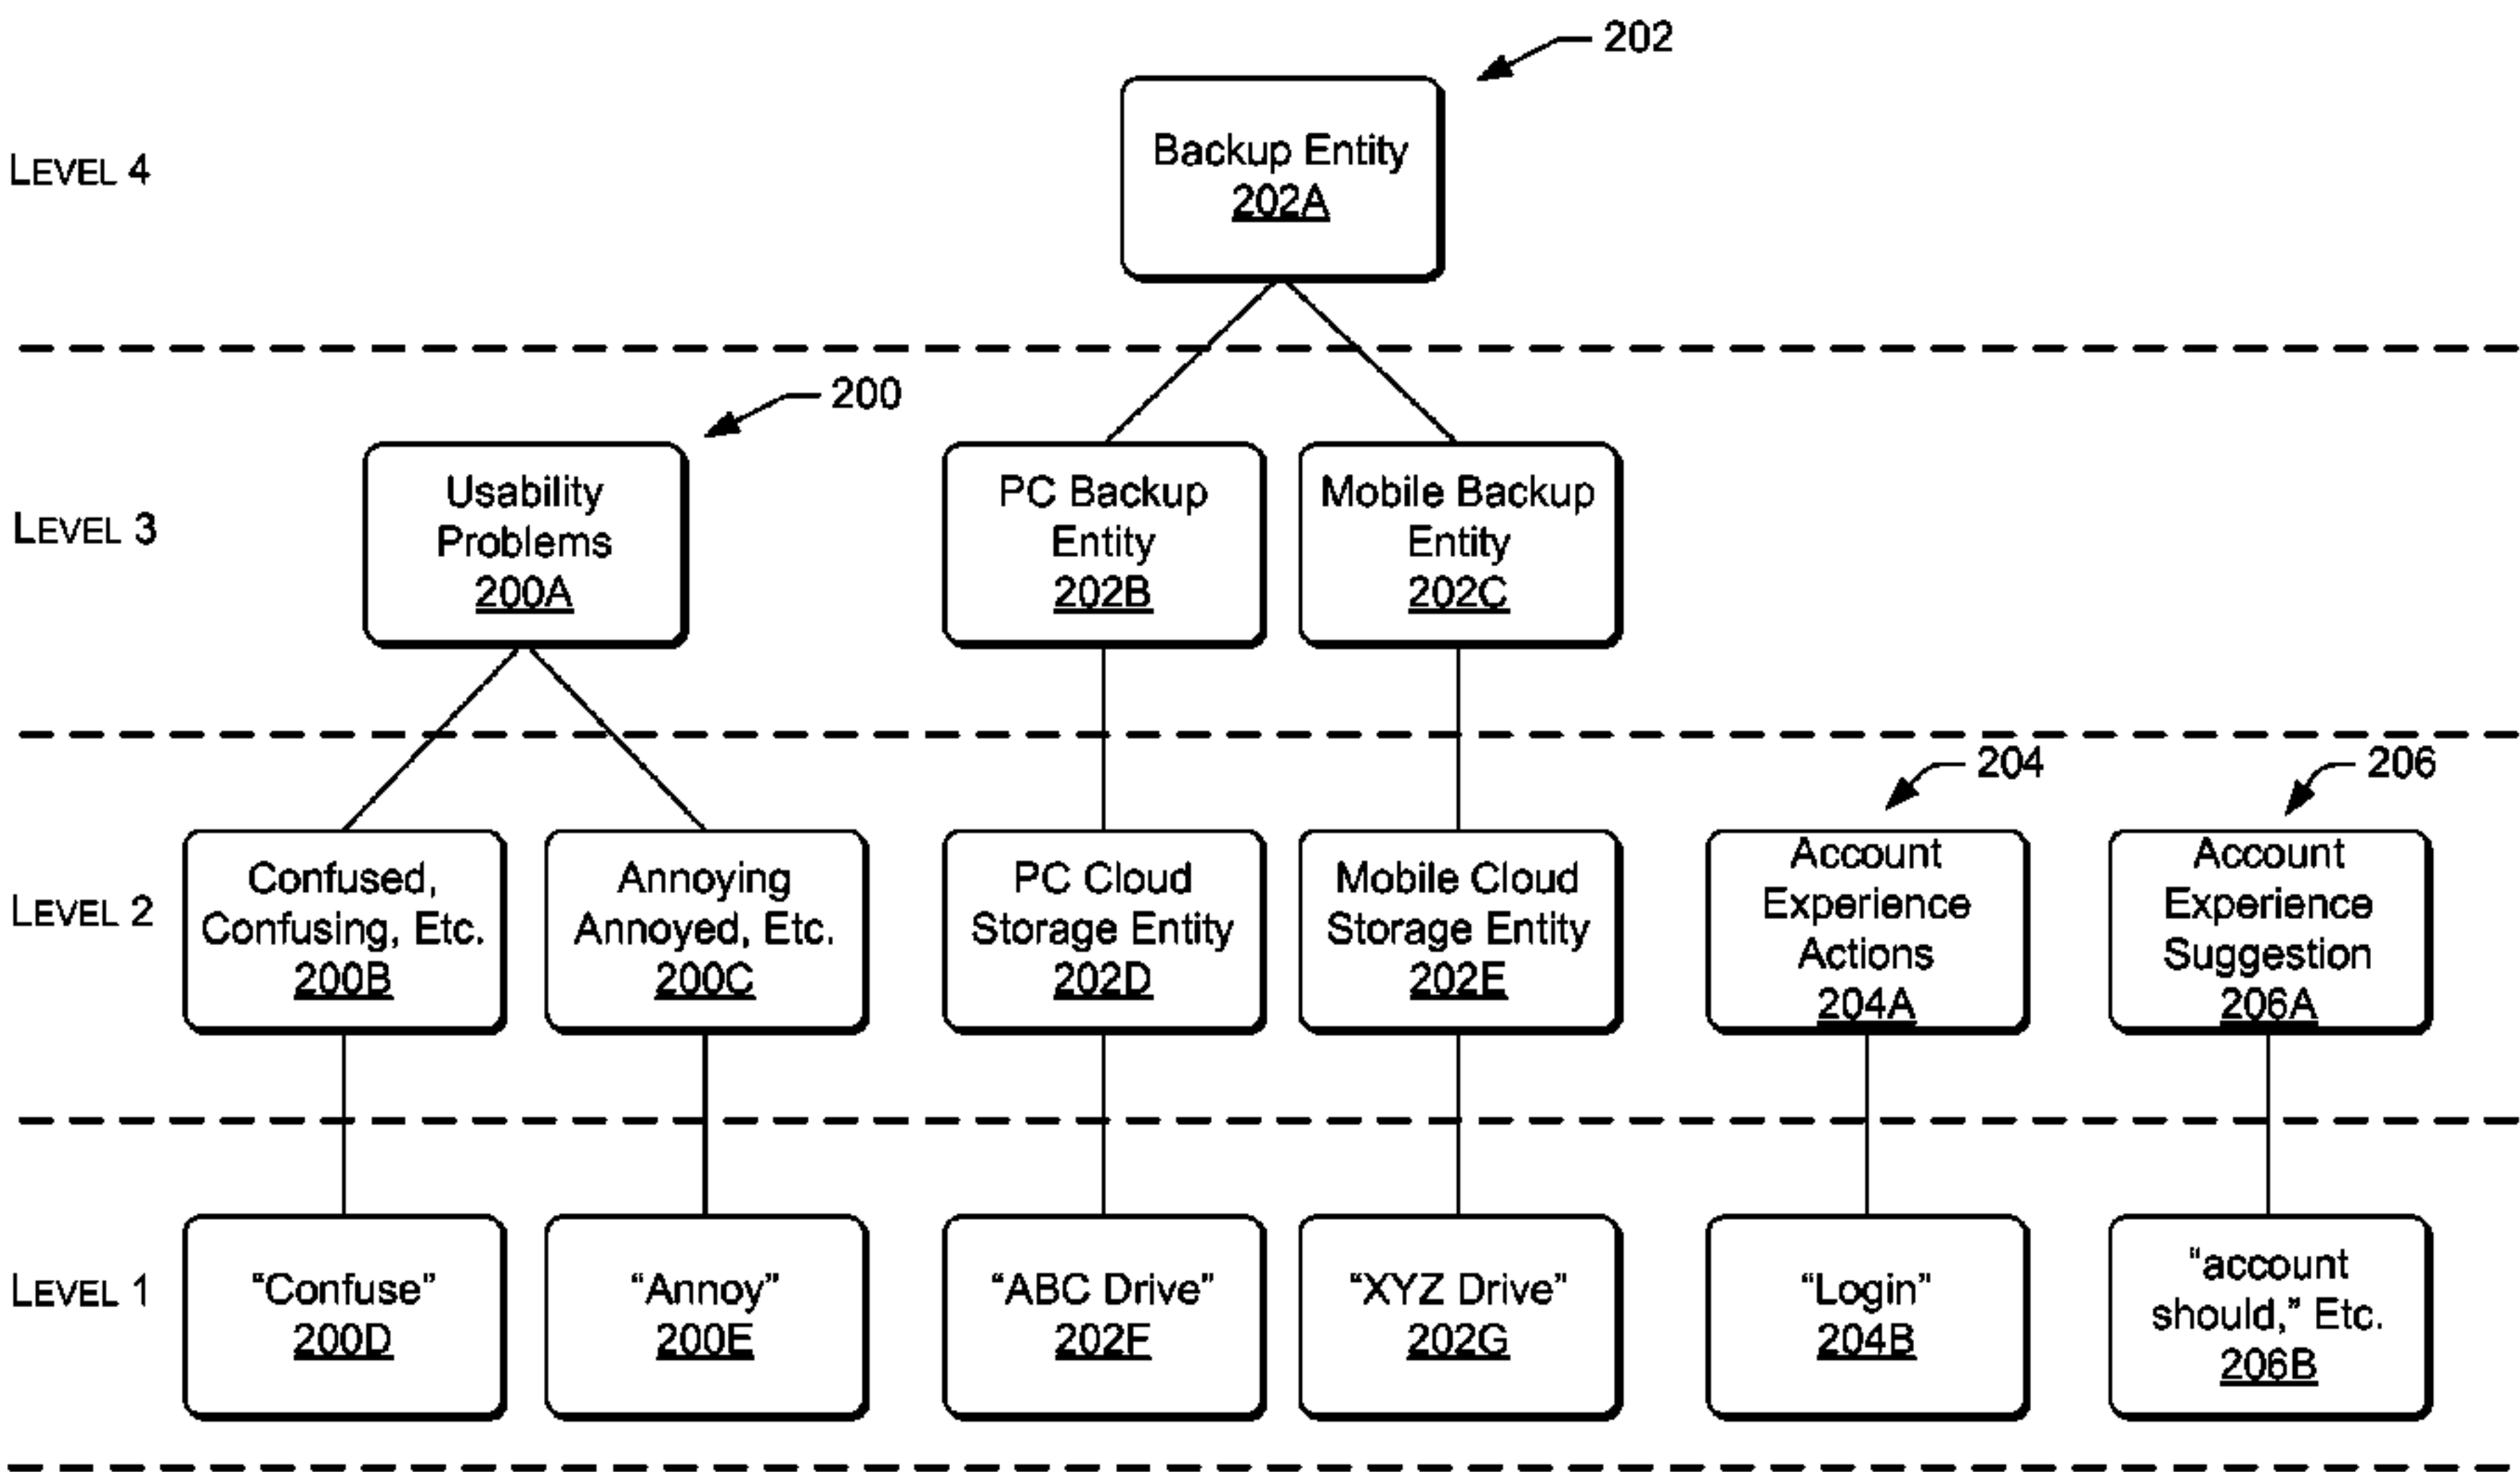 202
Backup Entity
202A
LEVEL 4
200
Usability
Problems
200A
PC Backup
Entity
202B
Mobile Backup
Entity
202C
LEVEL 3
204
206
Confused,
Confusing, Etc.
200B
Annoying
Annoyed, Etc.
200C
PC Cloud
Storage Entity
202D
Mobile Cloud
Storage Entity
202E
Account
Experience
Actions
204A
Account
Experience
Suggestion
206A
LEVEL 2
LEVEL 1
“Confuse”
200D
“Annoy”
200E
“ABC Drive”
202F
“XYZ Drive”
202G
“Login”
204B
“account
should,” Etc.
206B